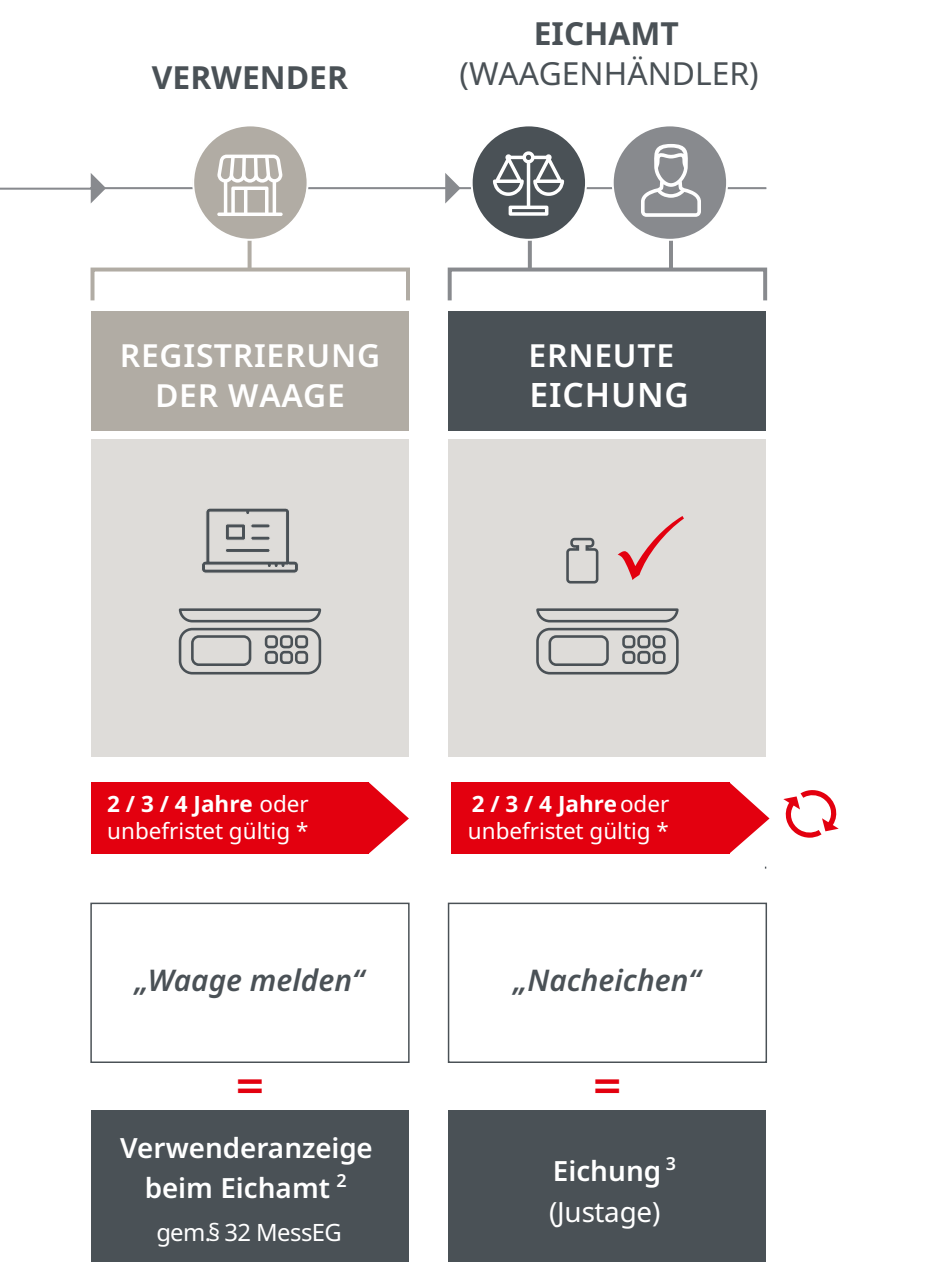 VERWENDER
REGISTRIERUNG
DER WAAGE
2 / 3 / 4 Jahre oder
unbefristet gültig *
„Waage melden“
=
Verwenderanzeige
beim Eichamt ²
gem.§ 32 MessEG
EICHAMT
(WAAGENHÄNDLER)
ERNEUTE
EICHUNG
2 / 3 / 4 Jahre oder
unbefristet gültig *
„Nacheichen“
=
Eichung ³
(Justage)